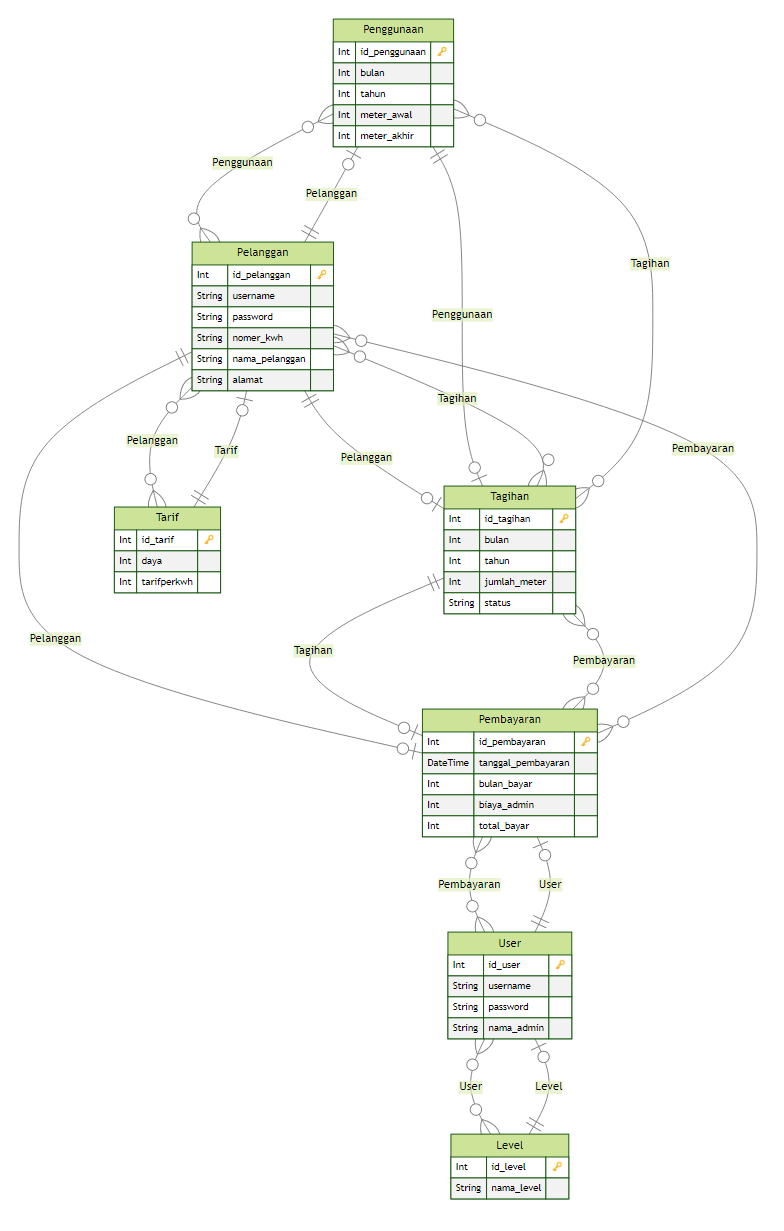 Penggunaan
Int id_penggunaan
Int bulan
Int tahun
Int meter_awal
Int meter_akhir
Penggunaan
Pelanggan
Tagihan
Pelanggan
Int id_pelanggan
String username
String password
String nomer_kwh
String nama_pelanggan
String alamat
Penggunaan
Tagihan
Pelanggan
Tarif
Pelanggan
Pembayaran
Tarif
Int id_tarif
Int daya
Int tarifperkwh
Tagihan
Int id_tagihan
Int bulan
Int tahun
Int jumlah_meter
String status
Pelanggan
Tagihan
Pembayaran
Pembayaran
Int id_pembayaran
DateTime tanggal_pembayaran
Int bulan_bayar
Int biaya_admin
Int total_bayar
Pembayaran
User
User
Int id_user
String username
String password
String nama_admin
User
Level
Level
Int id_level
String nama_level